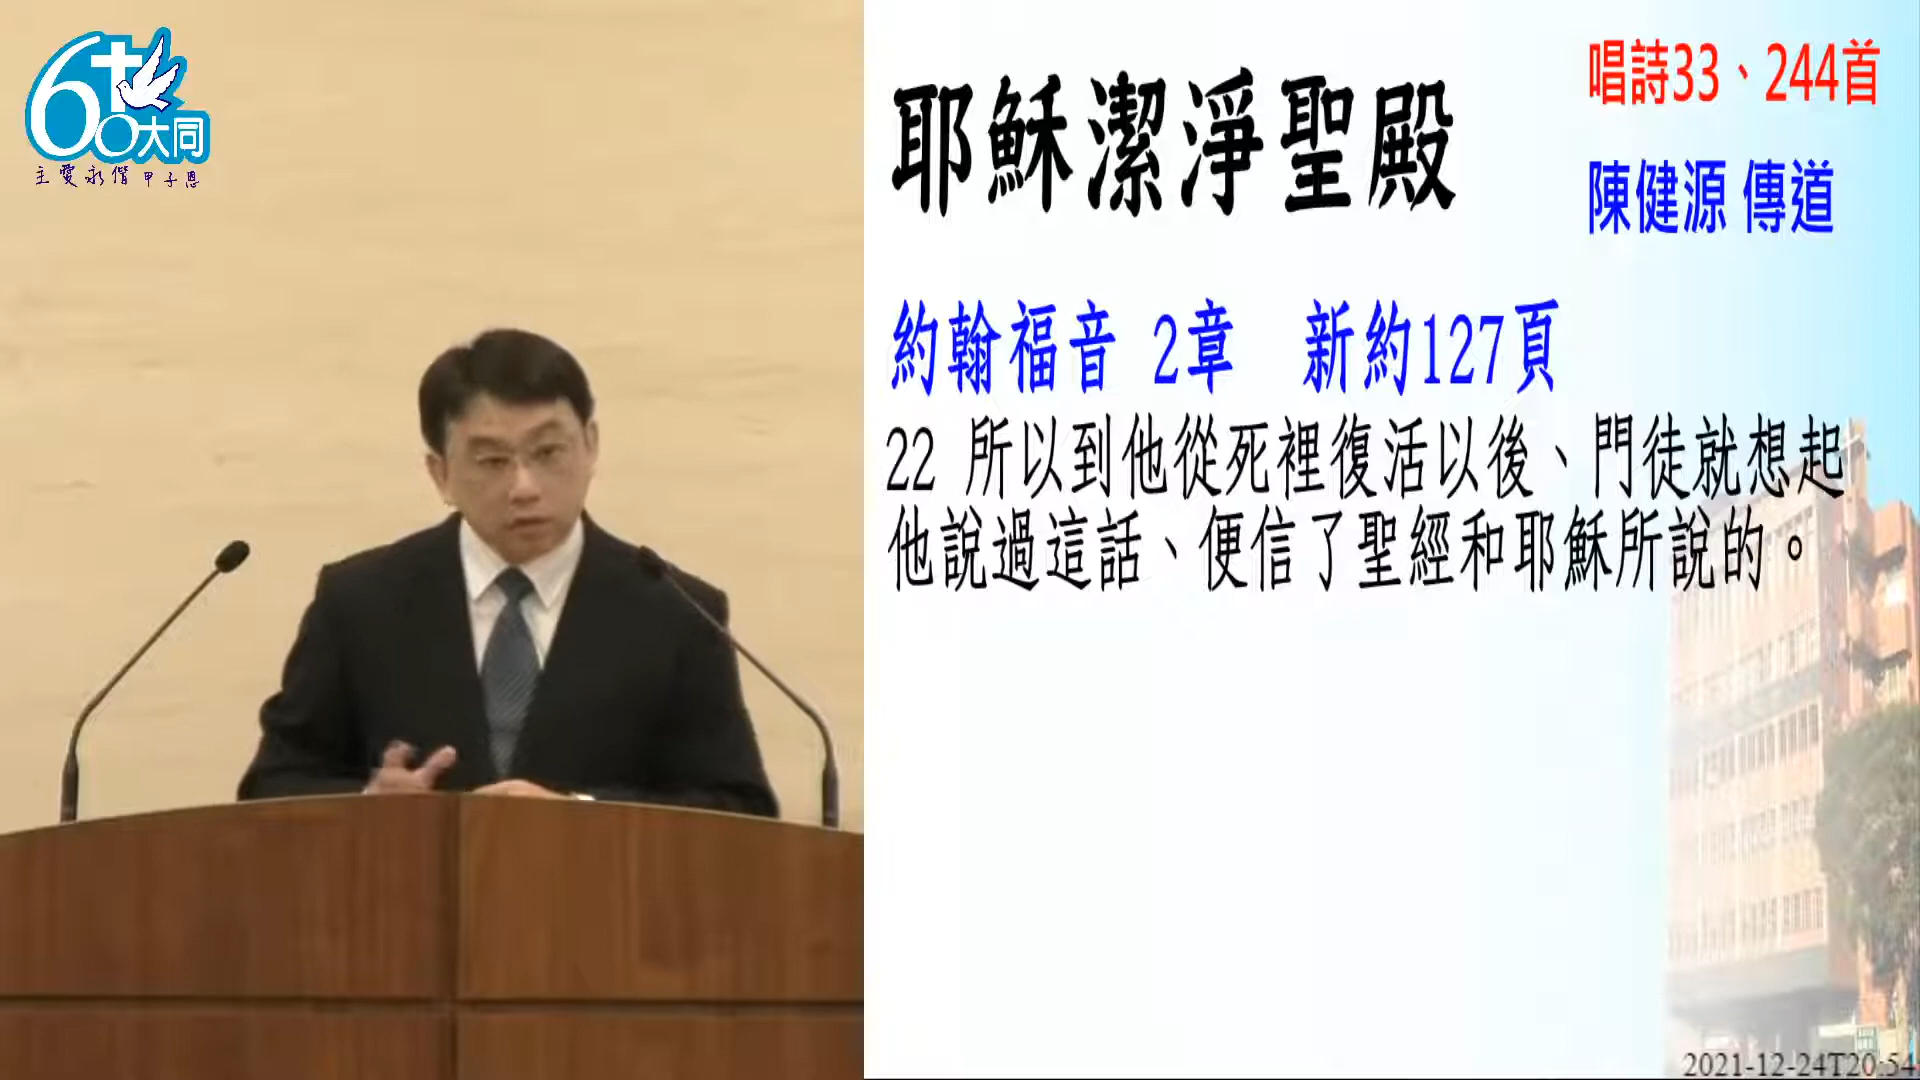 60大同
主愛永偕 甲子恩
耶穌潔淨聖殿
唱詩33、244首
陳健源 傳道
約翰福音 2章 新約127頁
22 所以到他從死裡復活以後、門徒就想起
他說過這話、便信了聖經和耶穌所說的。
2021-12-24T20:54